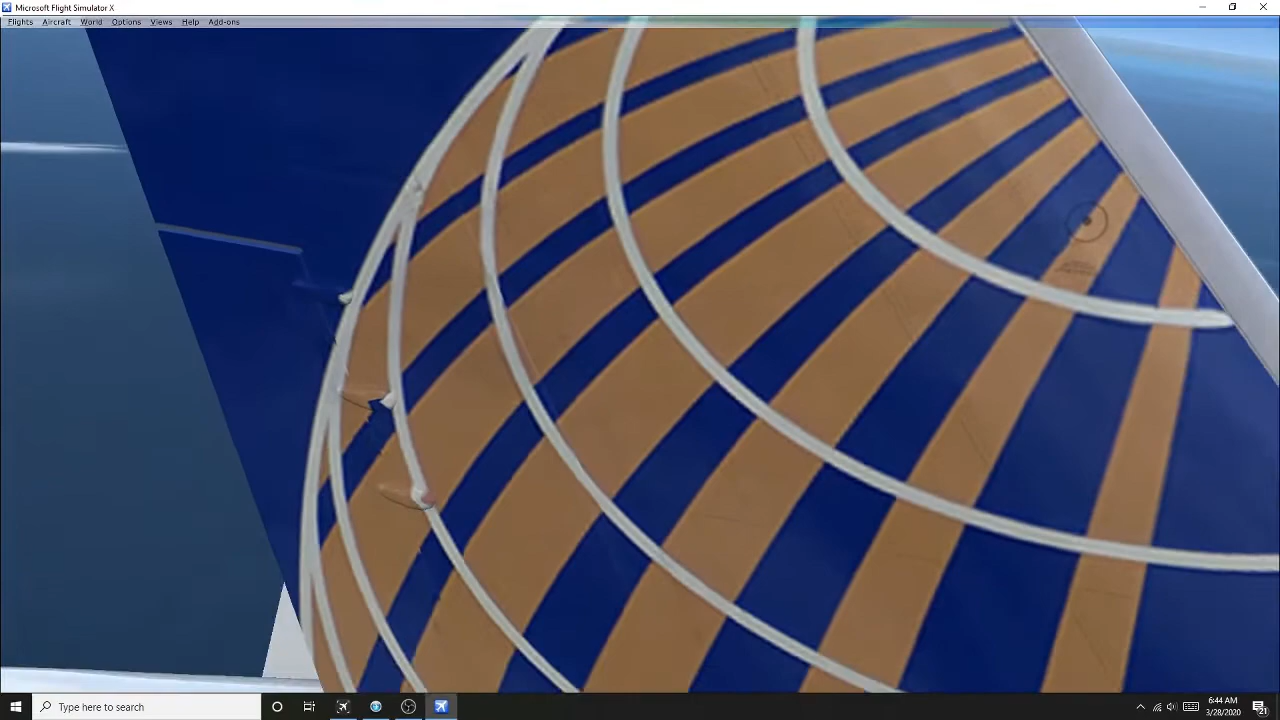 Microsoft Flight Simulator X
Flights Aircraft World Options Views Help Add-ons
Type here to search
6:44 AM
3/28/2020